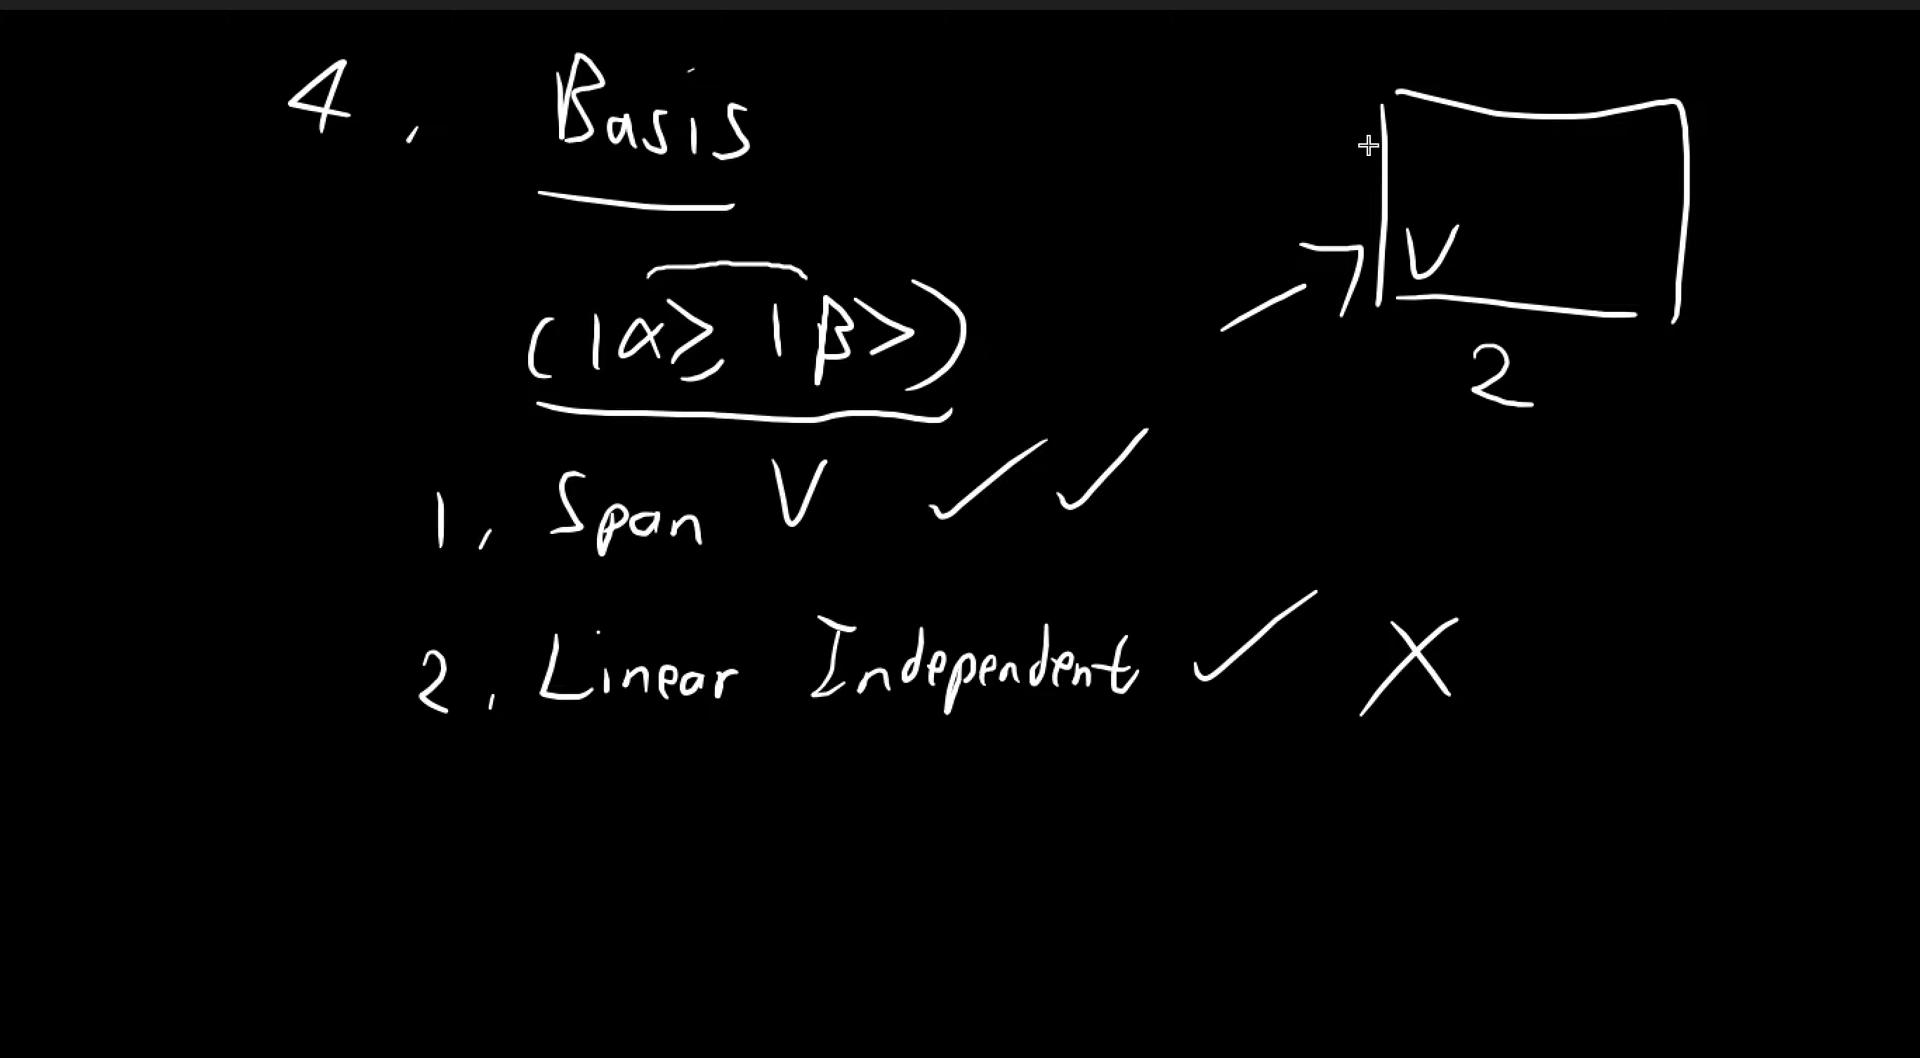 4. Basis
(|α>, |β>)
V
2
1. Span V ✓ ✓
2. Linear Independent ✓ X